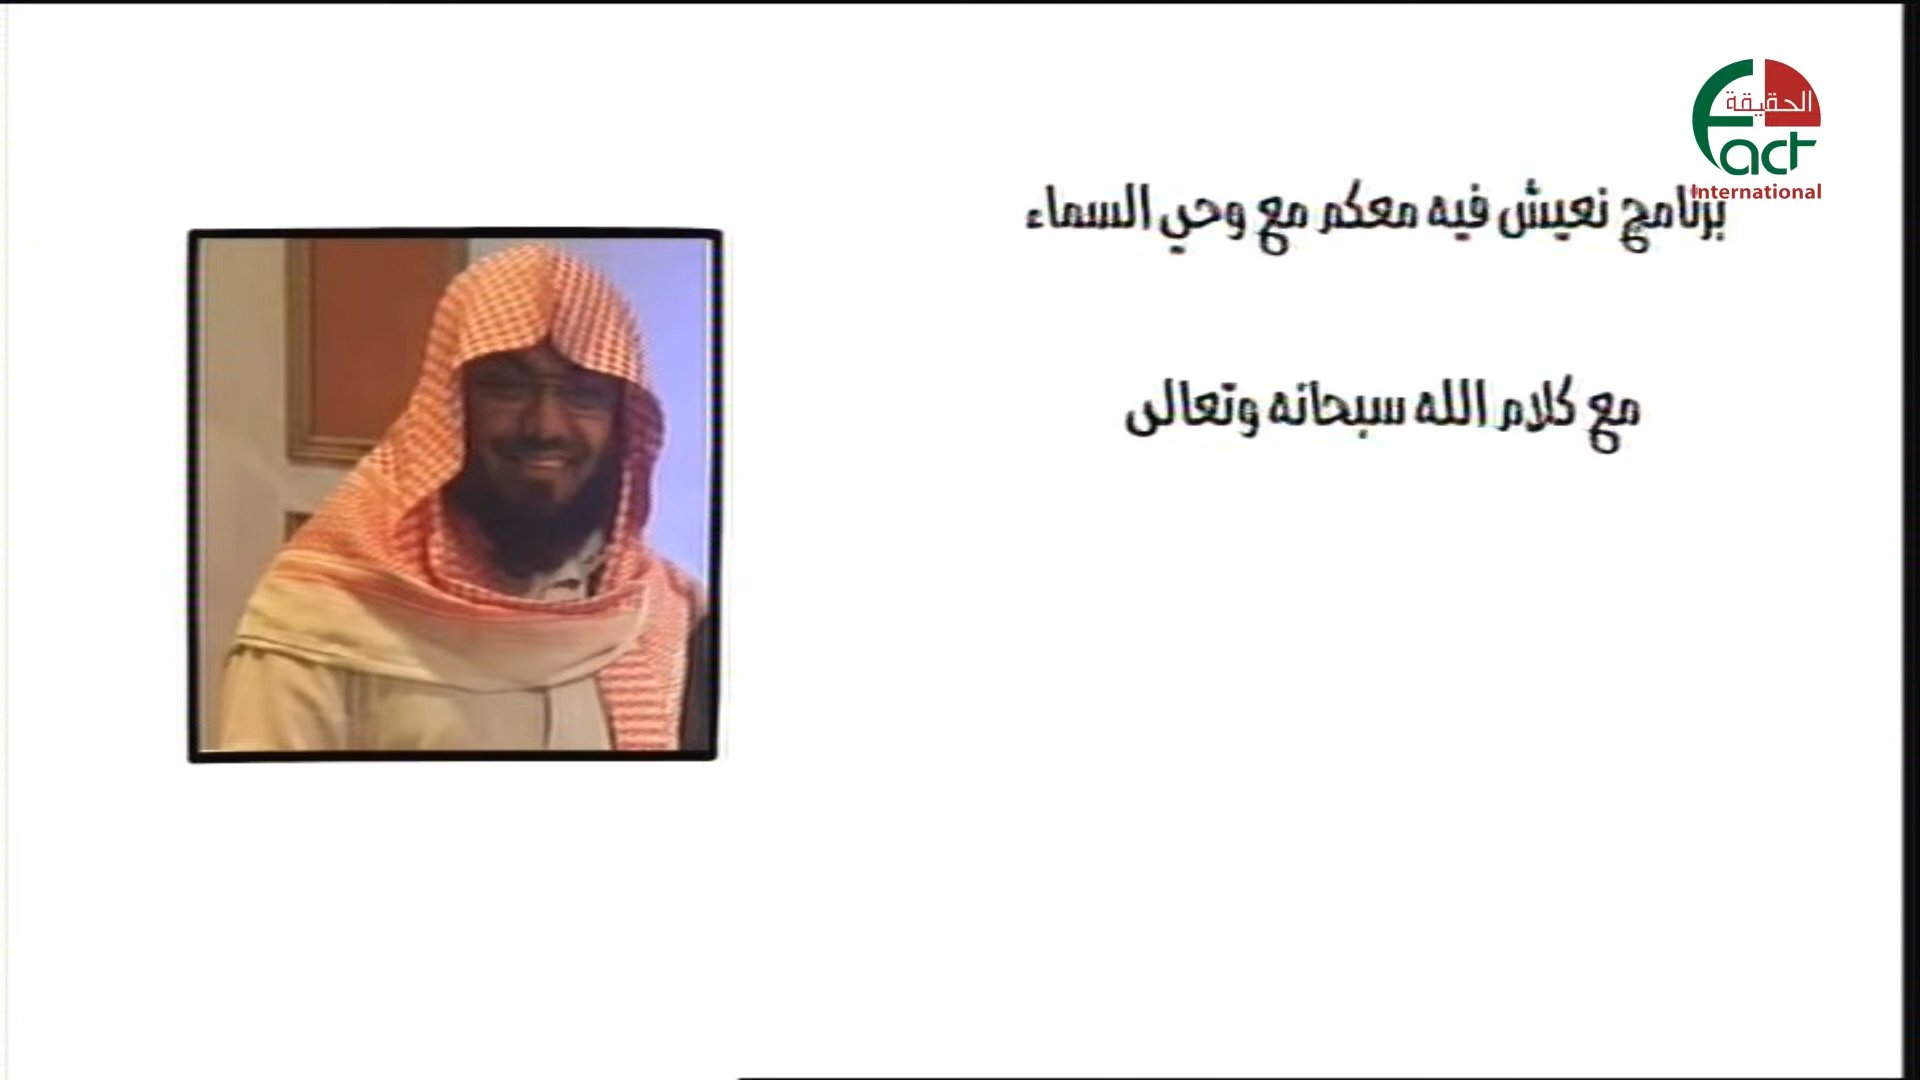 الحقيقة
Fact
International
برنامج نعيش فيه معكم مع وحي السماء
مع كلام الله سبحانه وتعالى